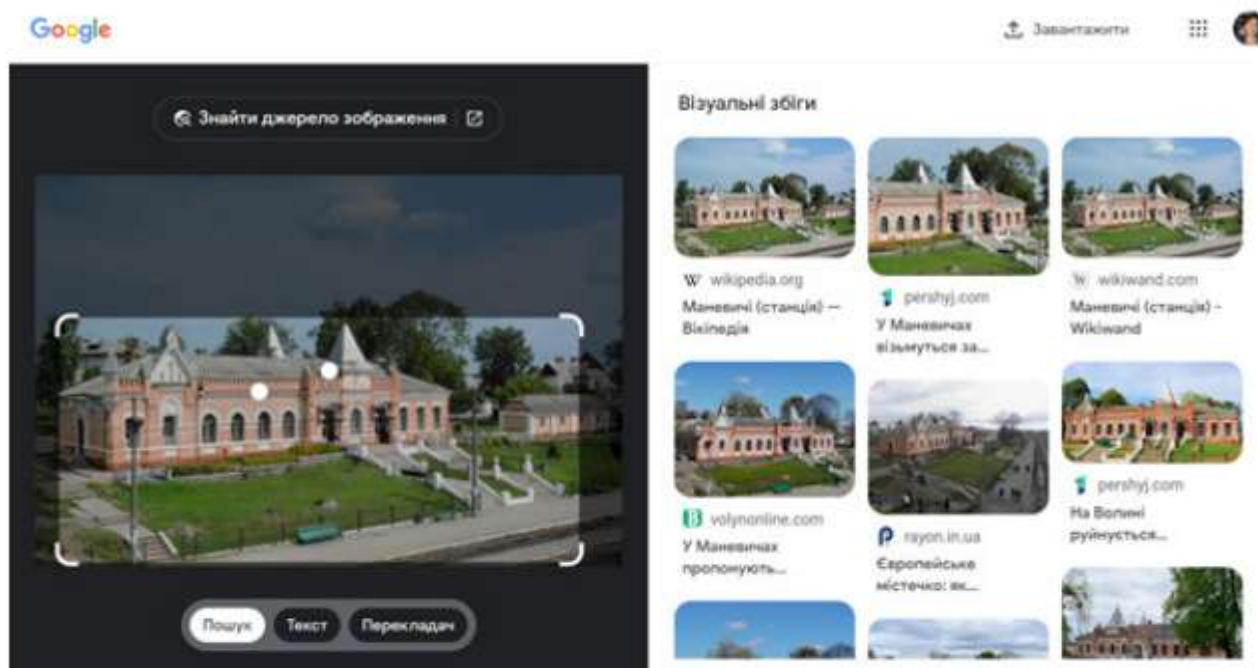 Google
Завантажити
Знайти джерело зображення
Візуальні збіги
W wikipedia.org
Маневичі (станція) —
Вікіпедія
pershyj.com
У Маневичах
візьмуться за...
W wikiwand.com
Маневичі (станція) -
Wikiwand
volynonline.com
У Маневичах
пропонують...
rayon.in.ua
Європейське
містечко: як...
pershyj.com
На Волині
руйнується...
Пошук
Текст
Перекладач